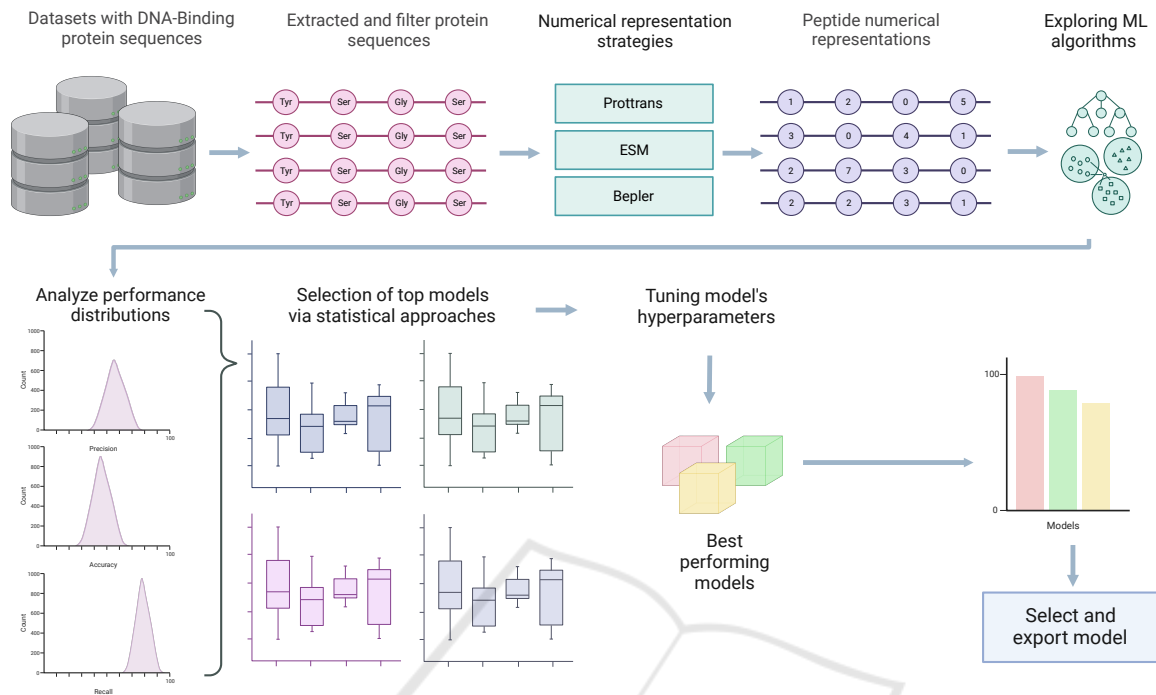 Datasets with DNA-Binding
protein sequences
Extracted and filter protein
sequences
Numerical representation
strategies
Peptide numerical
representations
Exploring ML
algorithms
Tyr Ser Gly Ser
Tyr Ser Gly Ser
Tyr Ser Gly Ser
Tyr Ser Gly Ser
Prottrans
ESM
Bepler
1 2 0 5
3 0 4 1
2 7 3 0
2 2 3 1
Analyze performance
distributions
Selection of top models
via statistical approaches
Tuning model's
hyperparameters
1000
800
600
400
200
0
Count
100
Precision
1000
800
600
400
200
0
Count
100
Accuracy
1000
800
600
400
200
0
Count
100
Recall
Best
performing
models
100
0
Models
Select and
export model